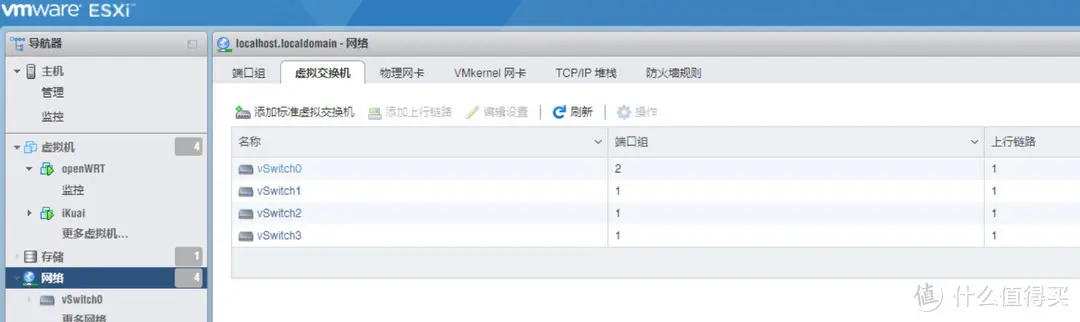 vmware ESXi™
导航器
主机
管理
监控
虚拟机 4
openWRT
监控
iKuai
更多虚拟机...
存储 1
网络 4
vSwitch0
更多网络
localhost.localdomain - 网络
端口组 虚拟交换机 物理网卡 VMkernel 网卡 TCP/IP 堆栈 防火墙规则
添加标准虚拟交换机 添加上行链路 编辑设置 刷新 操作
名称 端口组 上行链路
vSwitch0 2 1
vSwitch1 1 1
vSwitch2 1 1
vSwitch3 1 1
值 什么值得买